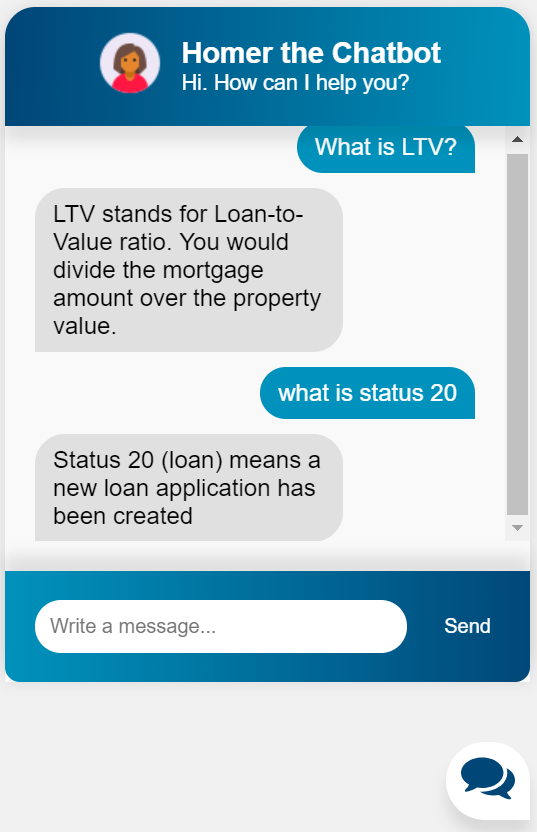 Homer the Chatbot
Hi. How can I help you?
What is LTV?
LTV stands for Loan-to-
Value ratio. You would
divide the mortgage
amount over the property
value.
what is status 20
Status 20 (loan) means a
new loan application has
been created
Write a message...
Send